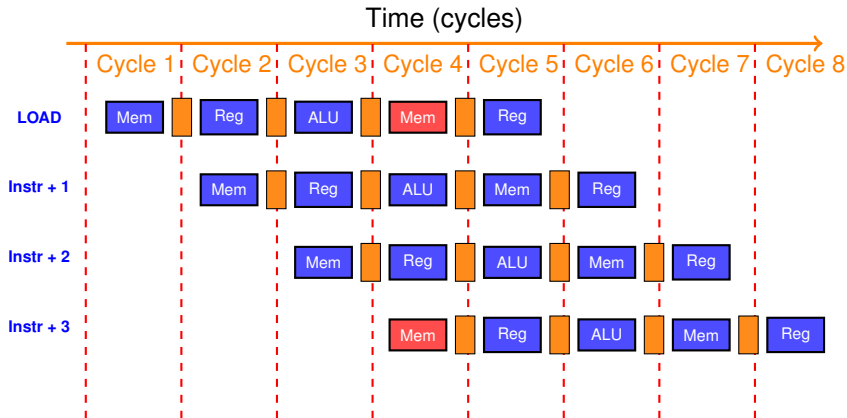 Time (cycles)
Cycle 1 Cycle 2 Cycle 3 Cycle 4 Cycle 5 Cycle 6 Cycle 7 Cycle 8
LOAD Mem Reg ALU Mem Reg
Instr + 1 Mem Reg ALU Mem Reg
Instr + 2 Mem Reg ALU Mem Reg
Instr + 3 Mem Reg ALU Mem Reg